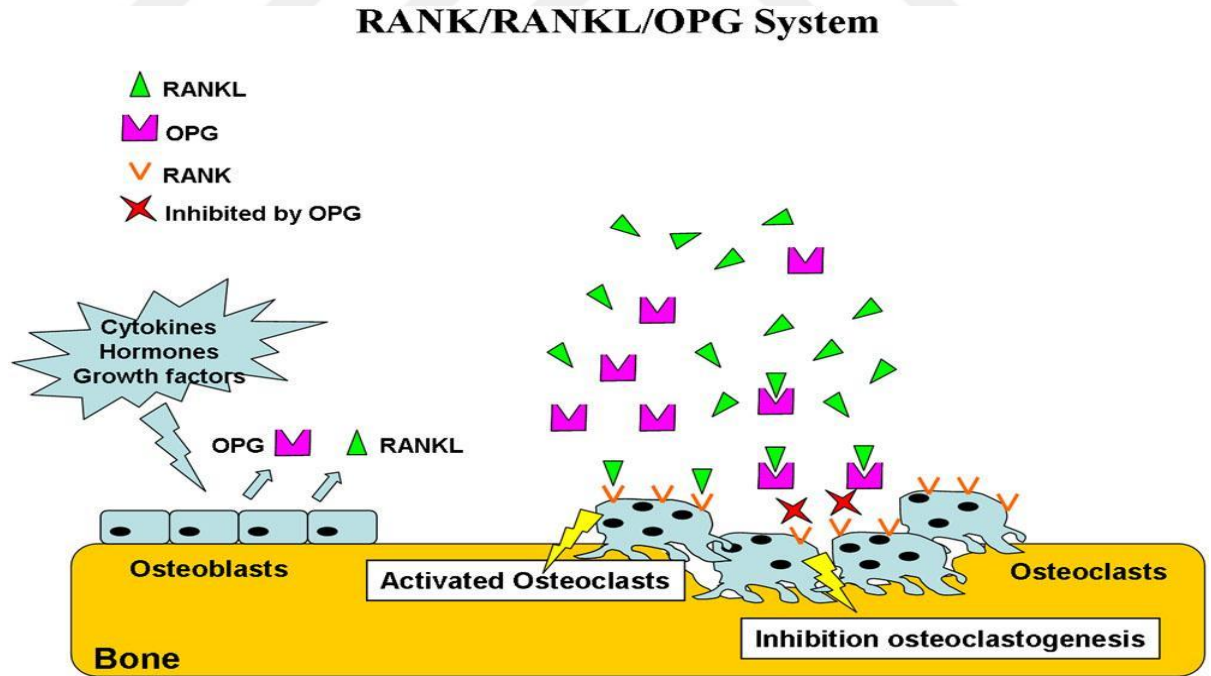 RANK/RANKL/OPG System
RANKL
OPG
RANK
Inhibited by OPG
Cytokines
Hormones
Growth factors
OPG
RANKL
Osteoblasts
Activated Osteoclasts
Osteoclasts
Inhibition osteoclastogenesis
Bone